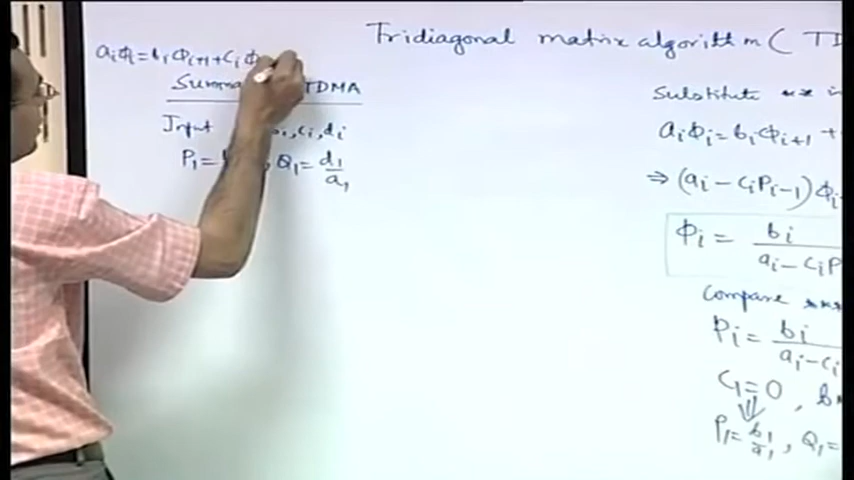 Tridiagonal matrix algorithm (TD
aᵢφᵢ=bᵢφᵢ₊₁+cᵢφ
Summa TDMA
Input ,cᵢ,dᵢ
P₁= , Q₁= d₁/a₁
Substitute ** in
aᵢφᵢ=bᵢφᵢ₊₁+
⇒ (aᵢ-cᵢPᵢ₋₁)φᵢ
φᵢ = bᵢ/aᵢ-cᵢP
Compare
Pᵢ= bᵢ/aᵢ-cᵢ
C₁=0 , b
⇓
P₁= b₁/a₁ , Q₁=